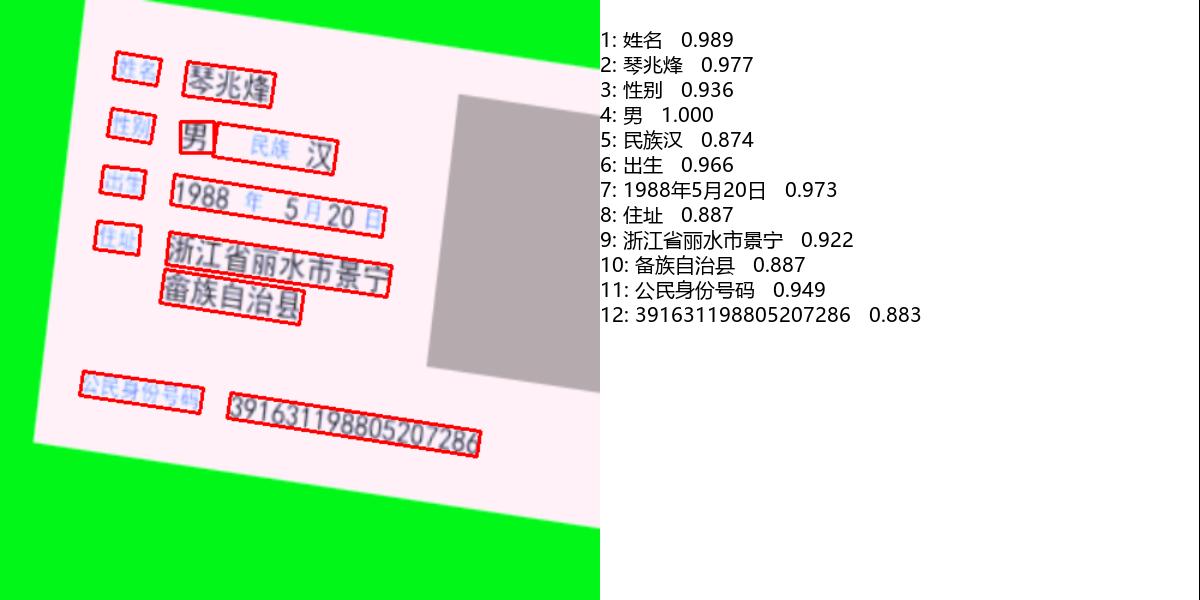 姓名 琴兆烽
性别 男 民族 汉
出生 1988 年 5 月 20 日
住址 浙江省丽水市景宁
畲族自治县
公民身份号码 391631198805207286
1: 姓名 0.989
2: 琴兆烽 0.977
3: 性别 0.936
4: 男 1.000
5: 民族汉 0.874
6: 出生 0.966
7: 1988年5月20日 0.973
8: 住址 0.887
9: 浙江省丽水市景宁 0.922
10: 备族自治县 0.887
11: 公民身份号码 0.949
12: 391631198805207286 0.883